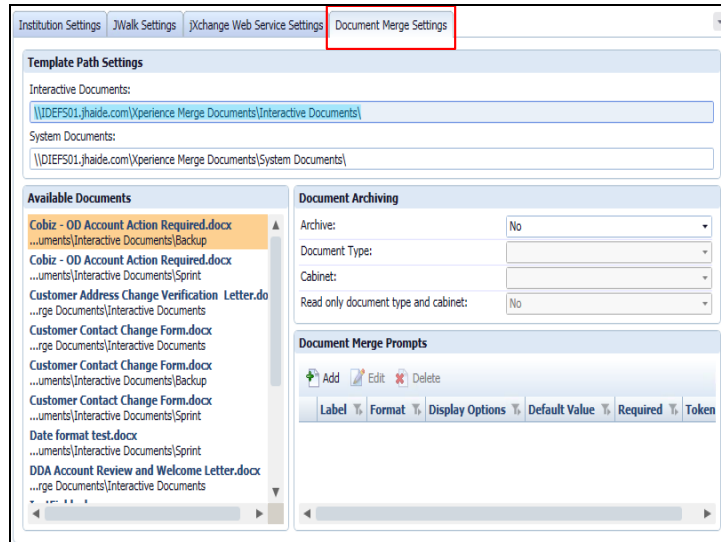 Institution Settings JWalk Settings jXchange Web Service Settings Document Merge Settings
Template Path Settings
Interactive Documents:
\\IDEFS01.jhaide.com\Xperience Merge Documents\Interactive Documents\
System Documents:
\\DIEFS01.jhaide.com\Xperience Merge Documents\System Documents\
Available Documents
Cobiz - OD Account Action Required.docx
...uments\Interactive Documents\Backup
Cobiz - OD Account Action Required.docx
...uments\Interactive Documents\Sprint
Customer Address Change Verification Letter.do
...rge Documents\Interactive Documents
Customer Contact Change Form.docx
...rge Documents\Interactive Documents
Customer Contact Change Form.docx
...uments\Interactive Documents\Backup
Customer Contact Change Form.docx
...uments\Interactive Documents\Sprint
Date format test.docx
...uments\Interactive Documents\Sprint
DDA Account Review and Welcome Letter.docx
...rge Documents\Interactive Documents
Document Archiving
Archive: No
Document Type:
Cabinet:
Read only document type and cabinet: No
Document Merge Prompts
Add Edit Delete
Label Format Display Options Default Value Required Token